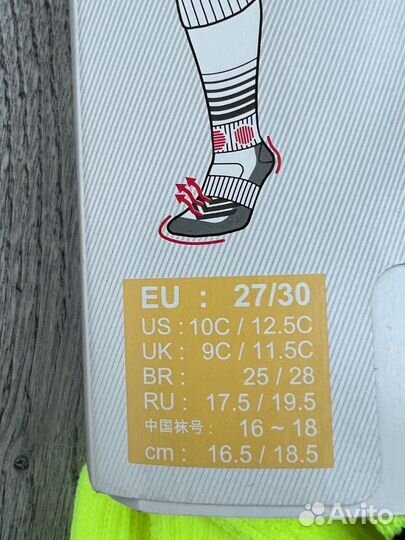 EU : 27/30
US : 10C / 12.5C
UK : 9C / 11.5C
BR : 25 / 28
RU : 17.5 / 19.5
中国袜号 : 16 ~ 18
cm : 16.5 / 18.5
Avito